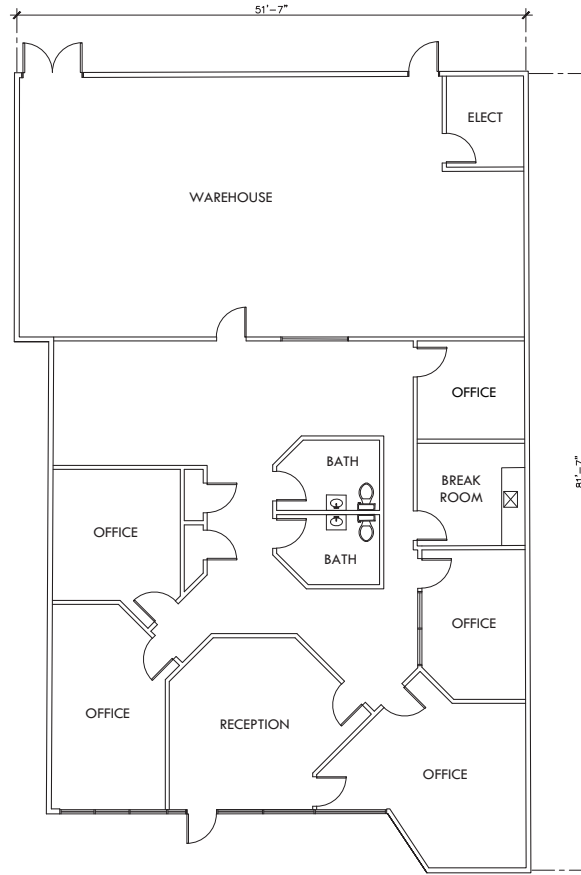 51'-7"
ELECT
WAREHOUSE
OFFICE
BATH
BREAK
ROOM
81'-7"
OFFICE
BATH
OFFICE
OFFICE
RECEPTION
OFFICE